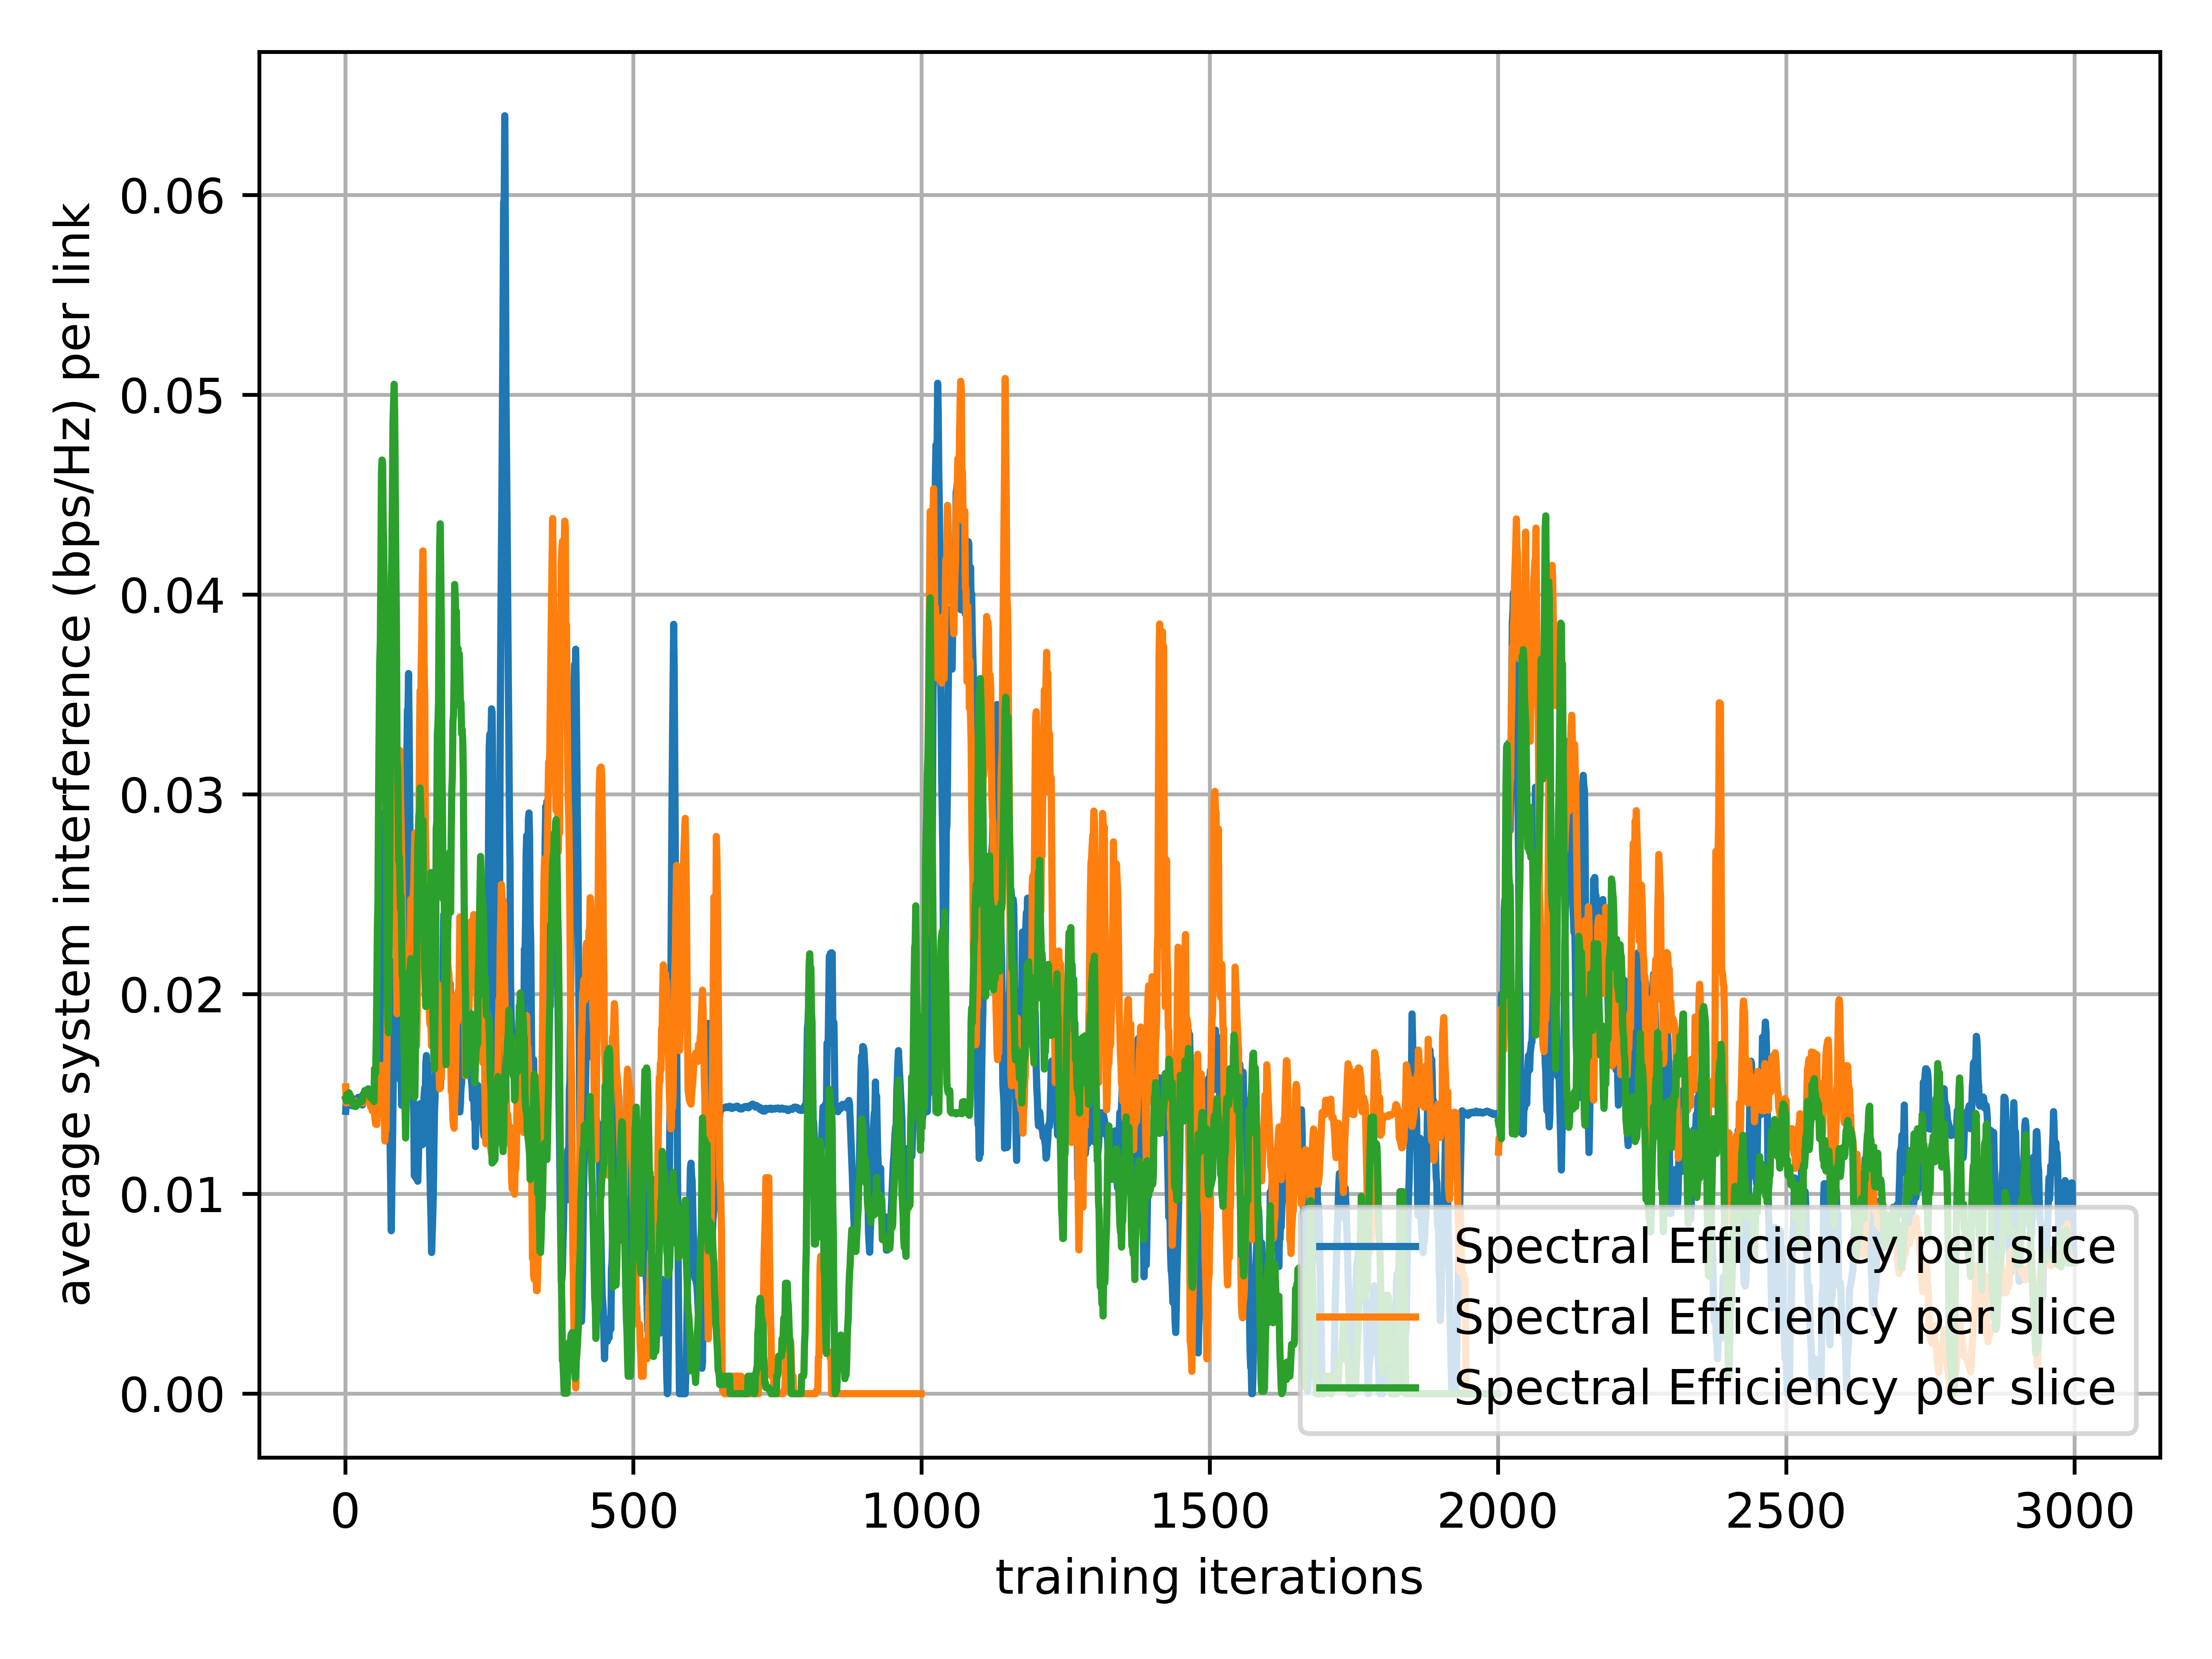 average system interference (bps/Hz) per link
0.06
0.05
0.04
0.03
0.02
0.01
0.00
Spectral Efficiency per slice
Spectral Efficiency per slice
Spectral Efficiency per slice
0 500 1000 1500 2000 2500 3000
training iterations